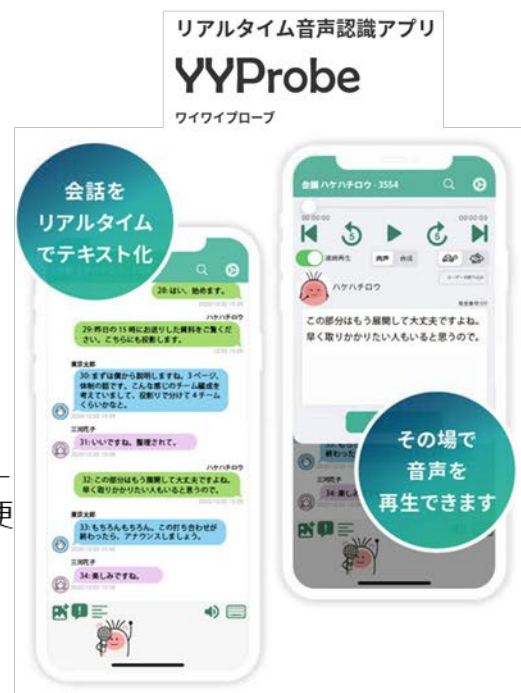 リアルタイム音声認識アプリ
YYProbe
ワイワイプローブ
会話を
リアルタイム
でテキスト化
28: はい、始めます。
ハケハチロウ
29: 昨日の15時にお送りした資料をご覧くだ
さい。こちらにも投影します。
東京太郎
30: まずは僕から説明しますね。3ページ、
体制の話です。こんな感じのチーム編成を
考えていまして、役割りで分けて4チーム
くらいかなと。
三河花子
31: いいですね、整理されて。
ハケハチロウ
32: この部分はもう展開して大丈夫ですよね。
早く取りかかりたい人もいると思うので。
東京太郎
33: もちろんもちろん、この打ち合わせが
終わったら、アナウンスしましょう。
三河花子
34: 楽しみですね。
会議 ハケハチロウ - 3554
00:00:00
00:00:03
5
5
連続再生
肉声
合成
ハケハチロウ
この部分はもう展開して大丈夫ですよね。
早く取りかかりたい人もいると思うので。
その場で
音声を
再生できます
更